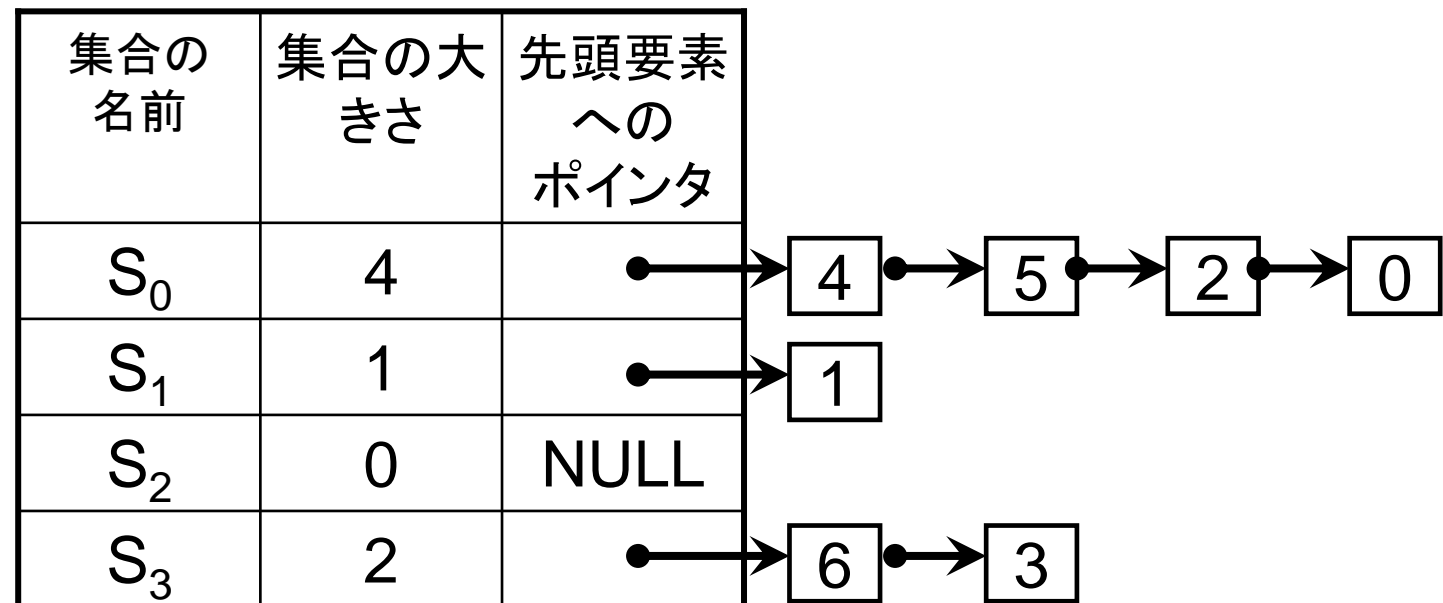 集合の
名前
集合の大
きさ
先頭要素
への
ポインタ
S₀ 4 4 5 2 0
S₁ 1 1
S₂ 0 NULL
S₃ 2 6 3